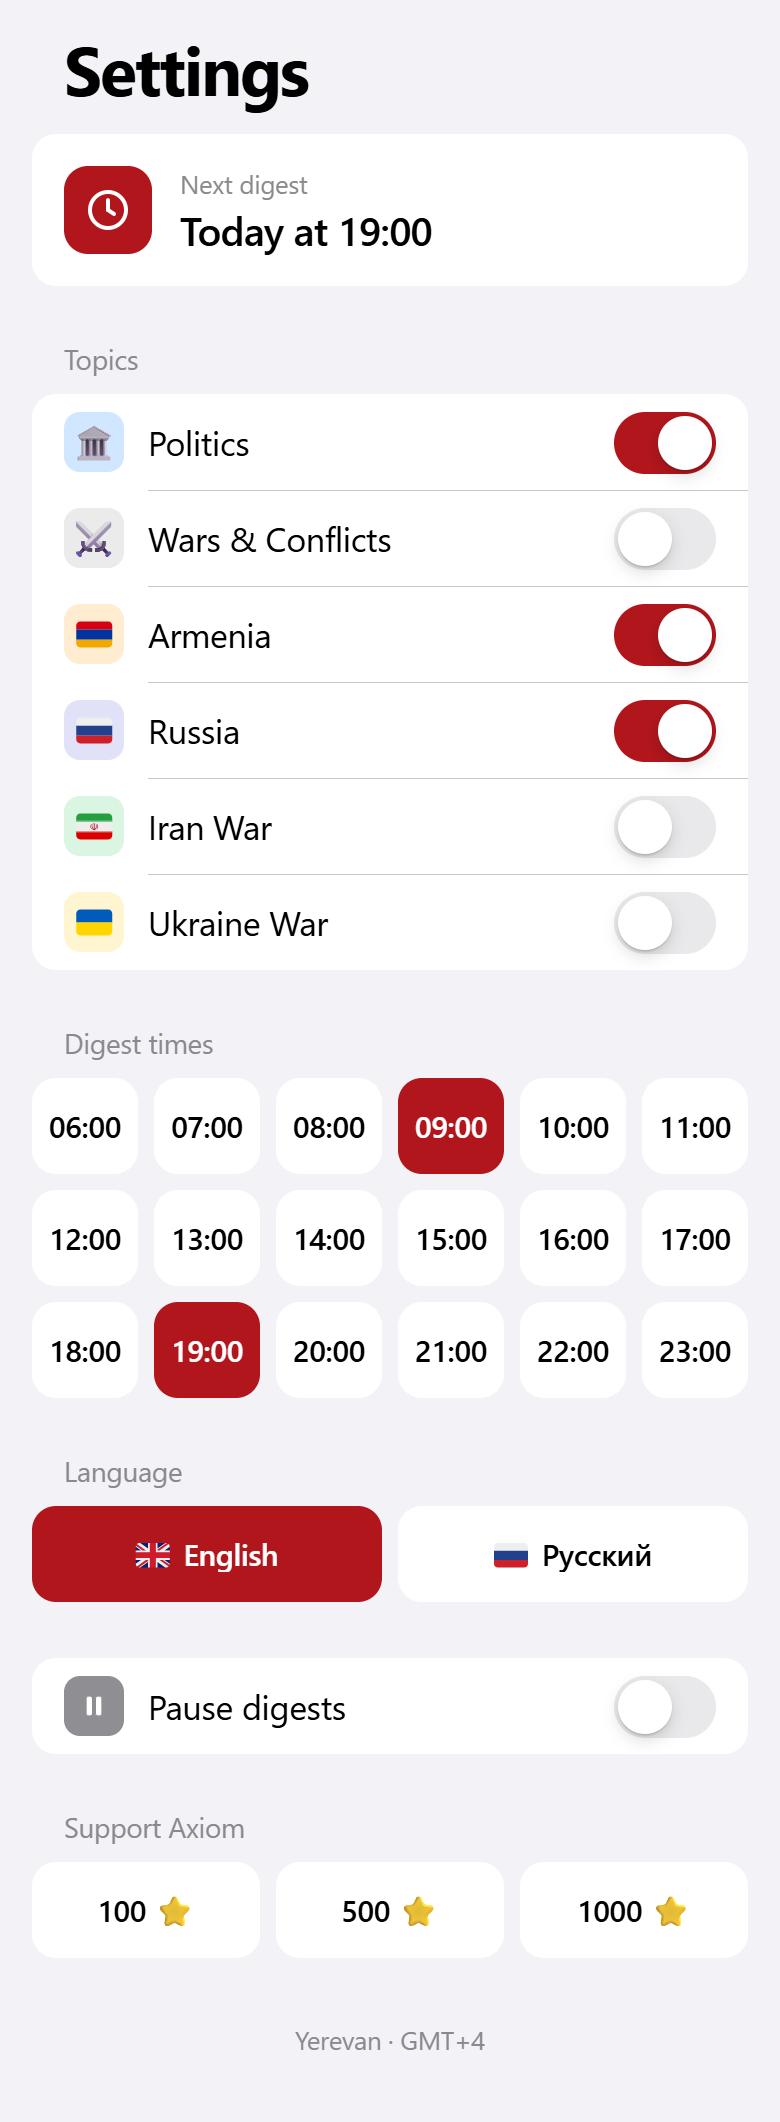 Settings
Next digest
Today at 19:00
Topics
Politics
Wars & Conflicts
Armenia
Russia
Iran War
Ukraine War
Digest times
06:00 07:00 08:00 09:00 10:00 11:00
12:00 13:00 14:00 15:00 16:00 17:00
18:00 19:00 20:00 21:00 22:00 23:00
Language
English Русский
Pause digests
Support Axiom
100 500 1000
Yerevan · GMT+4